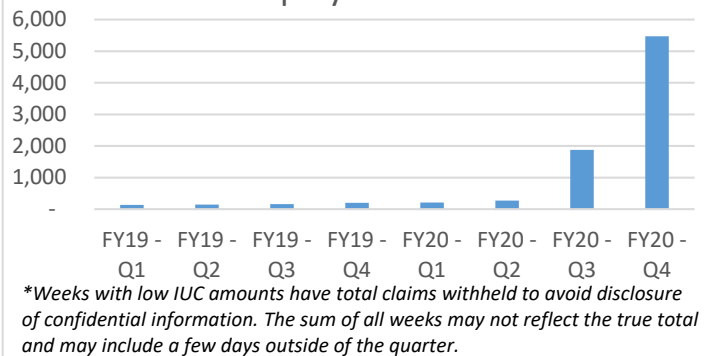 6,000
5,000
4,000
3,000
2,000
1,000
-
FY19 - FY19 - FY19 - FY19 - FY20 - FY20 - FY20 - FY20 -
Q1 Q2 Q3 Q4 Q1 Q2 Q3 Q4
*Weeks with low IUC amounts have total claims withheld to avoid disclosure
of confidential information. The sum of all weeks may not reflect the true total
and may include a few days outside of the quarter.